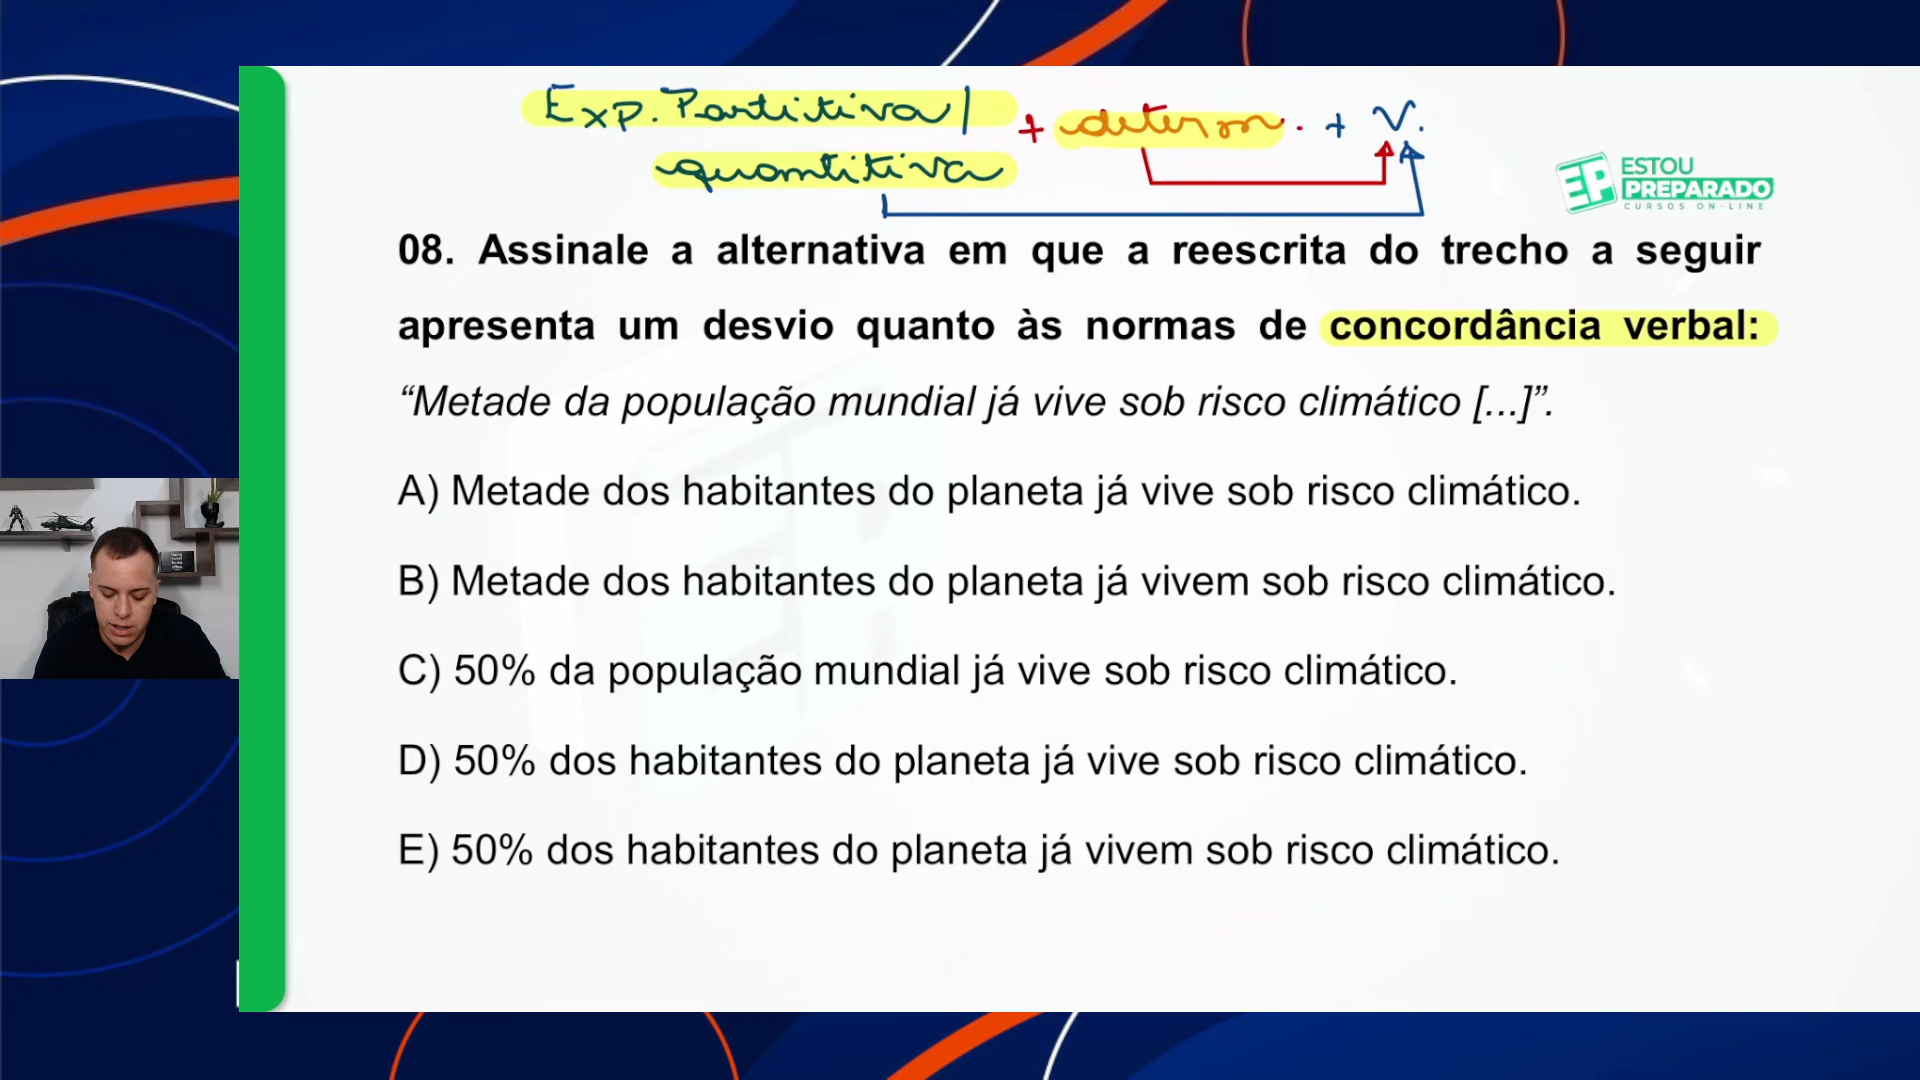 Exp. Partitiva/ + determ. + V.
quantitiva
ESTOU
PREPARADO
CURSOS ON-LINE
08. Assinale a alternativa em que a reescrita do trecho a seguir
apresenta um desvio quanto às normas de concordância verbal:
“Metade da população mundial já vive sob risco climático [...]”.
A) Metade dos habitantes do planeta já vive sob risco climático.
B) Metade dos habitantes do planeta já vivem sob risco climático.
C) 50% da população mundial já vive sob risco climático.
D) 50% dos habitantes do planeta já vive sob risco climático.
E) 50% dos habitantes do planeta já vivem sob risco climático.